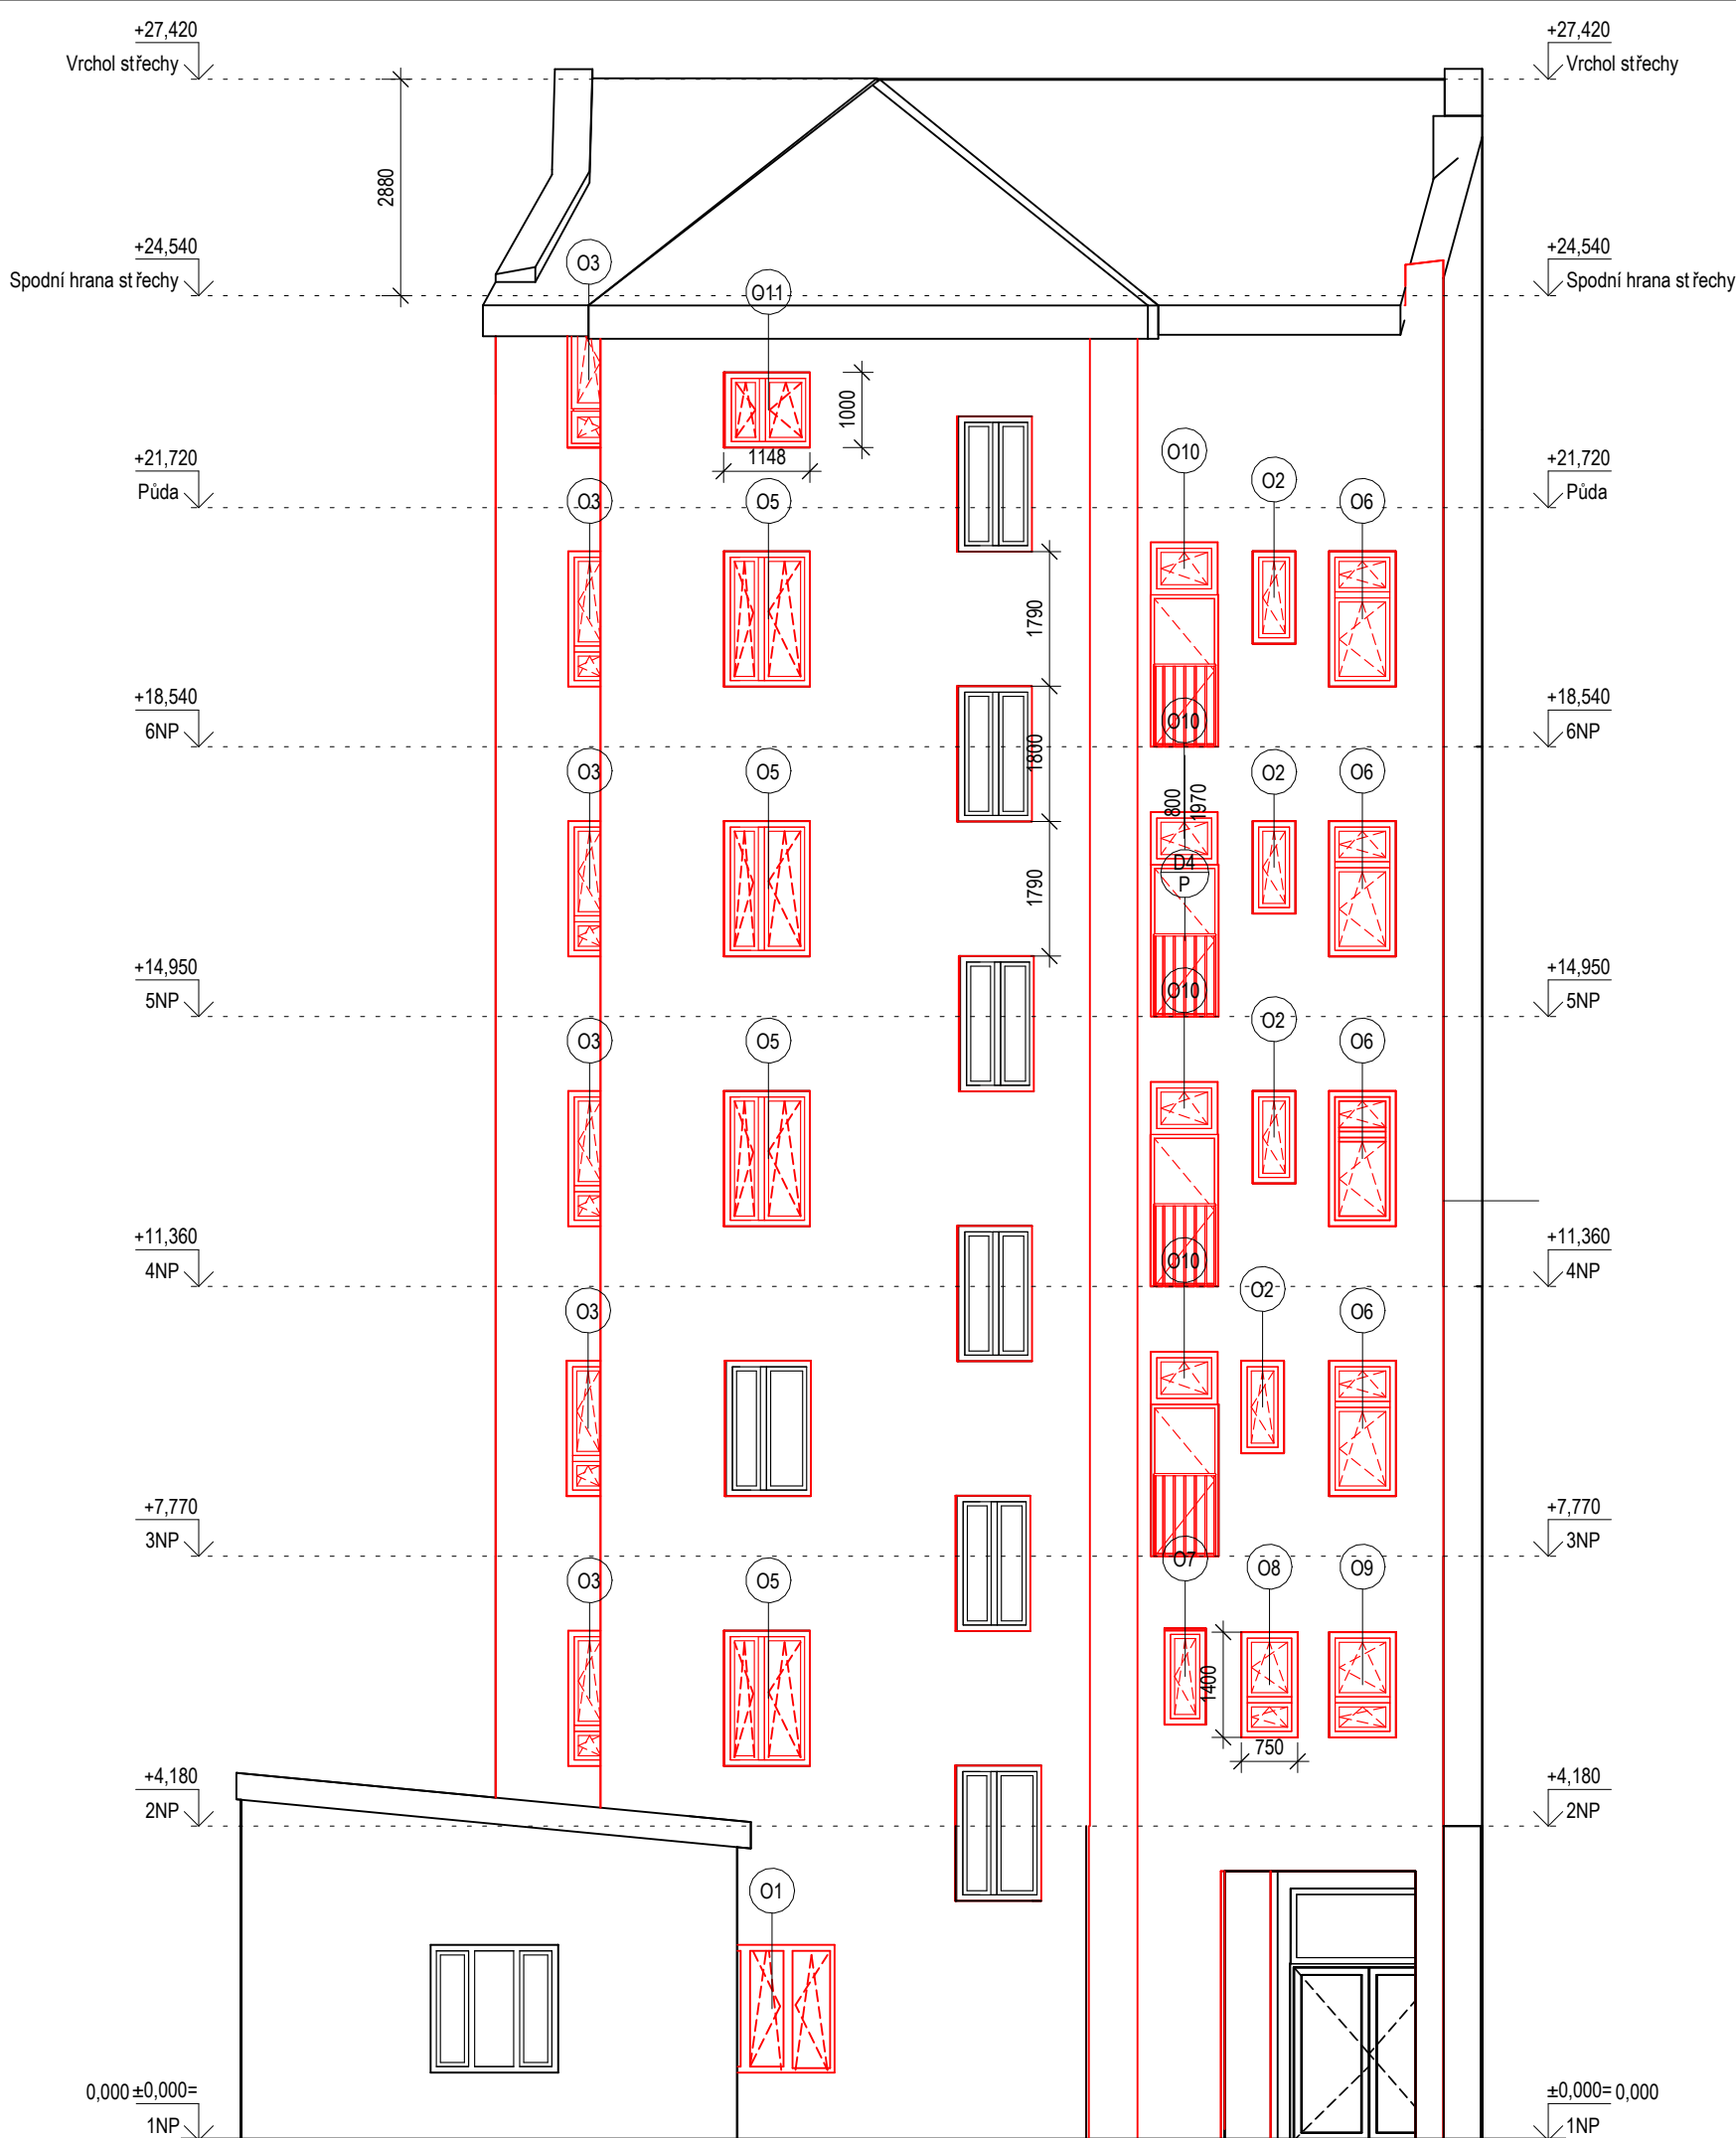 +27,420
Vrchol střechy
+27,420
Vrchol střechy
2880
+24,540
Spodní hrana střechy
+24,540
Spodní hrana střechy
O3
O11
1000
1148
+21,720
Půda
+21,720
Půda
O10
O2
O3
O5
O6
1790
+18,540
6NP
+18,540
6NP
O10
1800
O3
O5
O2
O6
800
1970
D4
P
1790
+14,950
5NP
+14,950
5NP
O10
O2
O3
O5
O6
+11,360
4NP
+11,360
4NP
O10
O2
O3
O6
+7,770
3NP
+7,770
3NP
O7
O8
O9
O3
O5
1400
750
+4,180
2NP
+4,180
2NP
O1
0,000 ±0,000=
1NP
±0,000= 0,000
1NP